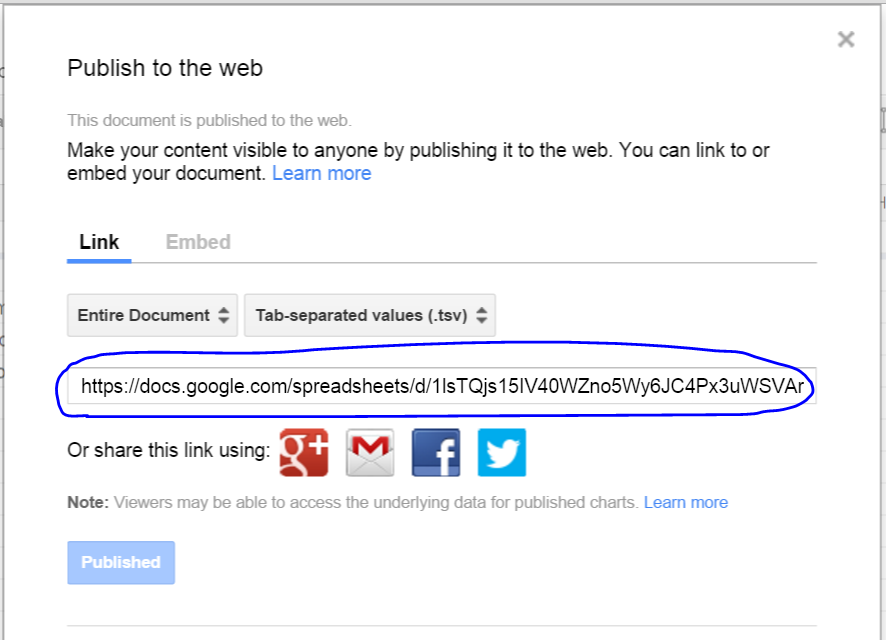 Publish to the web
This document is published to the web.
Make your content visible to anyone by publishing it to the web. You can link to or
embed your document. Learn more
Link Embed
Entire Document Tab-separated values (.tsv)
https://docs.google.com/spreadsheets/d/1lsTQjs15IV40WZno5Wy6JC4Px3uWSVAr
Or share this link using:
Note: Viewers may be able to access the underlying data for published charts. Learn more
Published